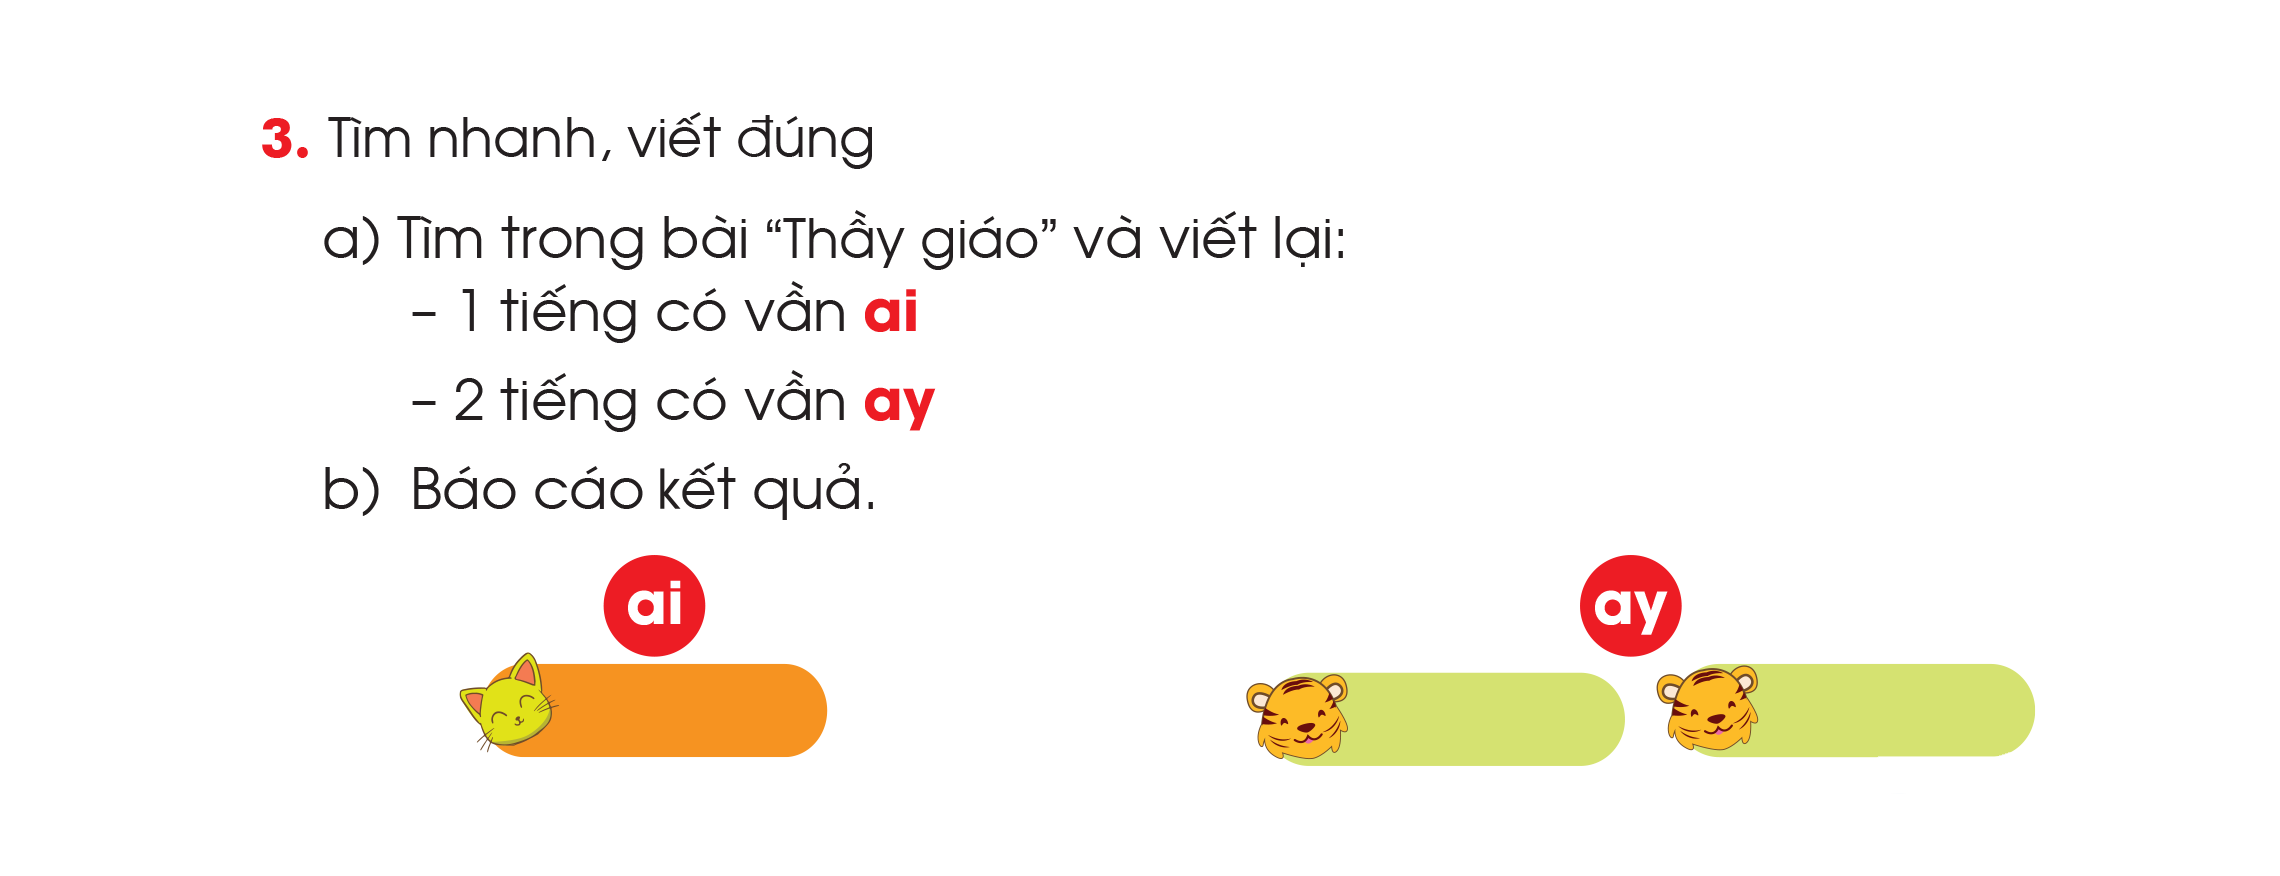 3. Tìm nhanh, viết đúng
a) Tìm trong bài “Thầy giáo” và viết lại:
– 1 tiếng có vần ai
– 2 tiếng có vần ay
b) Báo cáo kết quả.
ai ay